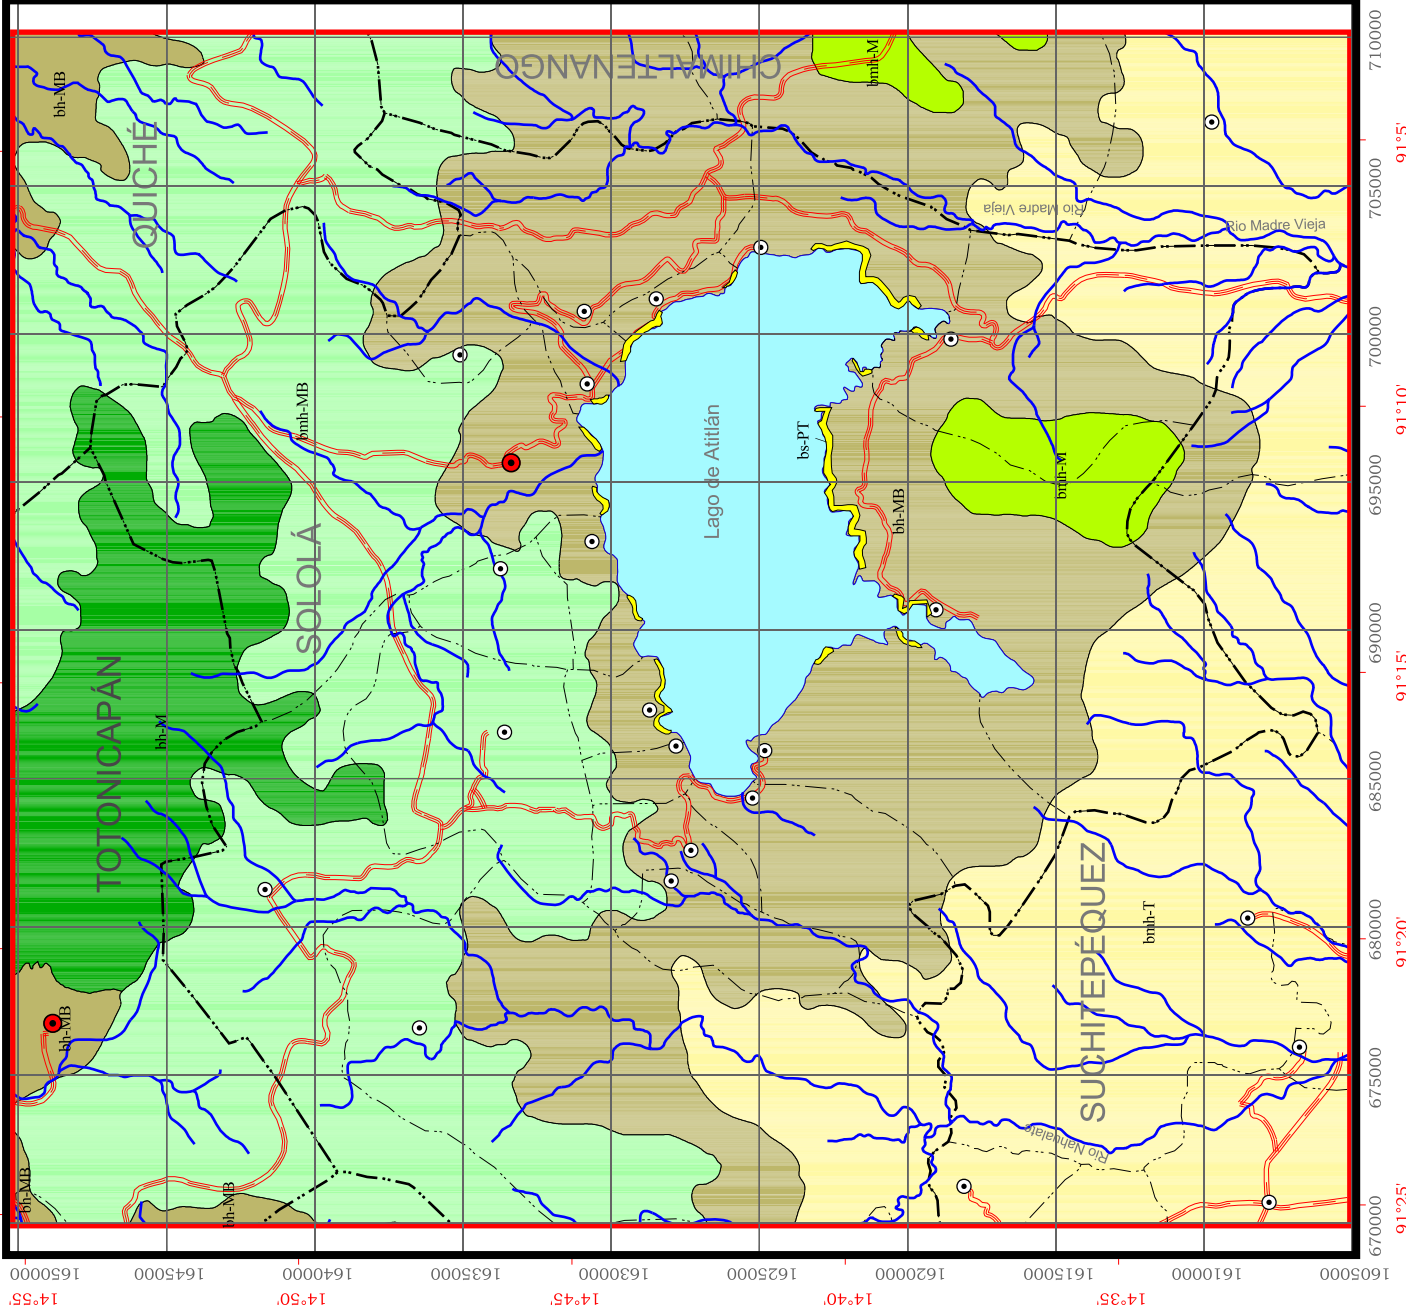 CHIMALTENANGO
QUICHÉ
TOTONICAPÁN
SOLOLÁ
SUCHITEPÉQUEZ
Lago de Atitlán
Rio Madre Vieja
Rio Madre Vieja
Rio Nahualate
bh-MB
bmh-M
bmh-MB
bs-PT
bh-MB
bmh-M
bh-M
bmh-T
bh-MB
bh-MB
bh-MB
710000
705000
700000
695000
690000
685000
680000
675000
670000
91°5'
91°10'
91°15'
91°20'
91°25'
1650000
1645000
1640000
1635000
1630000
1625000
1620000
1615000
1610000
1605000
14°55'
14°50'
14°45'
14°40'
14°35'